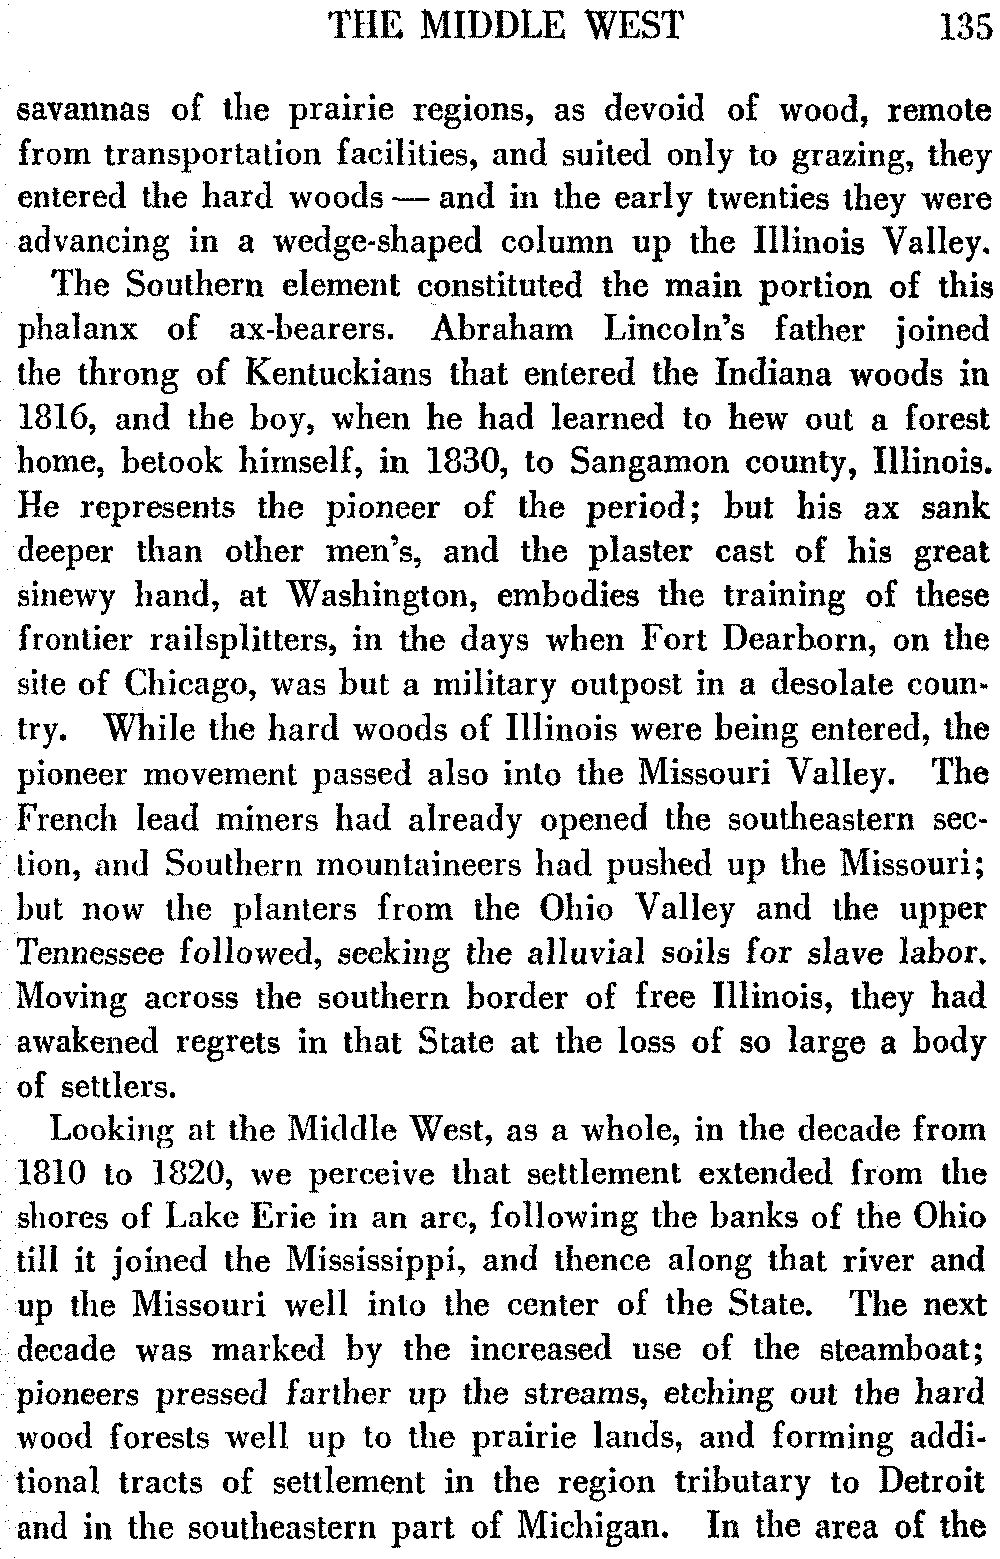 THE MIDDLE WEST 135
savannas of the prairie regions, as devoid of wood, remote
from transportation facilities, and suited only to grazing, they
entered the hard woods — and in the early twenties they were
advancing in a wedge-shaped column up the Illinois Valley.
The Southern element constituted the main portion of this
phalanx of ax-bearers. Abraham Lincoln's father joined
the throng of Kentuckians that entered the Indiana woods in
1816, and the boy, when he had learned to hew out a forest
home, betook himself, in 1830, to Sangamon county, Illinois.
He represents the pioneer of the period; but his ax sank
deeper than other men's, and the plaster cast of his great
sinewy hand, at Washington, embodies the training of these
frontier railsplitters, in the days when Fort Dearborn, on the
site of Chicago, was but a military outpost in a desolate coun-
try. While the hard woods of Illinois were being entered, the
pioneer movement passed also into the Missouri Valley. The
French lead miners had already opened the southeastern sec-
tion, and Southern mountaineers had pushed up the Missouri;
but now the planters from the Ohio Valley and the upper
Tennessee followed, seeking the alluvial soils for slave labor.
Moving across the southern border of free Illinois, they had
awakened regrets in that State at the loss of so large a body
of settlers.
Looking at the Middle West, as a whole, in the decade from
1810 to 1820, we perceive that settlement extended from the
shores of Lake Erie in an arc, following the banks of the Ohio
till it joined the Mississippi, and thence along that river and
up the Missouri well into the center of the State. The next
decade was marked by the increased use of the steamboat;
pioneers pressed farther up the streams, etching out the hard
wood forests well up to the prairie lands, and forming addi-
tional tracts of settlement in the region tributary to Detroit
and in the southeastern part of Michigan. In the area of the